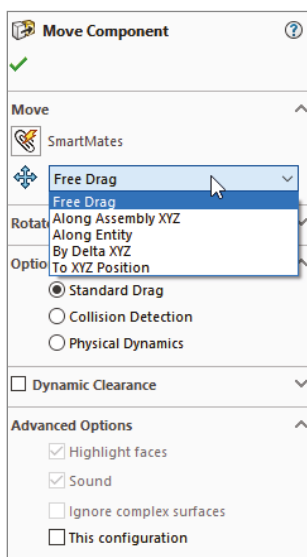 Move Component
Move
SmartMates
Free Drag
Free Drag
Along Assembly XYZ
Along Entity
By Delta XYZ
To XYZ Position
Standard Drag
Collision Detection
Physical Dynamics
Dynamic Clearance
Advanced Options
Highlight faces
Sound
Ignore complex surfaces
This configuration